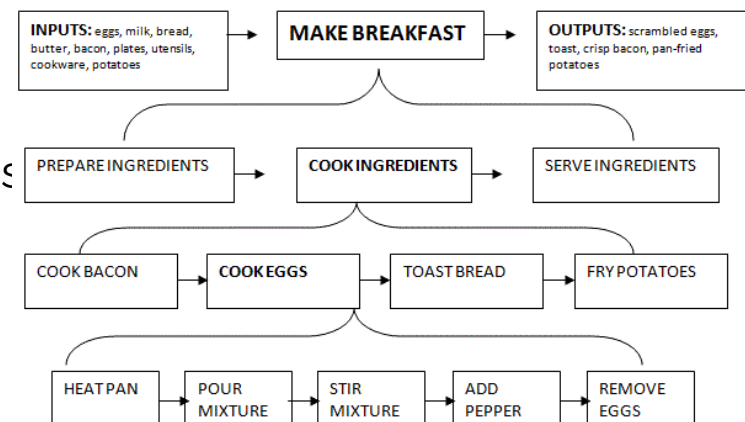 INPUTS: eggs, milk, bread,
butter, bacon, plates, utensils,
cookware, potatoes
MAKE BREAKFAST
OUTPUTS: scrambled eggs,
toast, crisp bacon, pan-fried
potatoes
PREPARE INGREDIENTS
COOK INGREDIENTS
SERVE INGREDIENTS
COOK BACON
COOK EGGS
TOAST BREAD
FRY POTATOES
HEAT PAN
POUR
MIXTURE
STIR
MIXTURE
ADD
PEPPER
REMOVE
EGGS